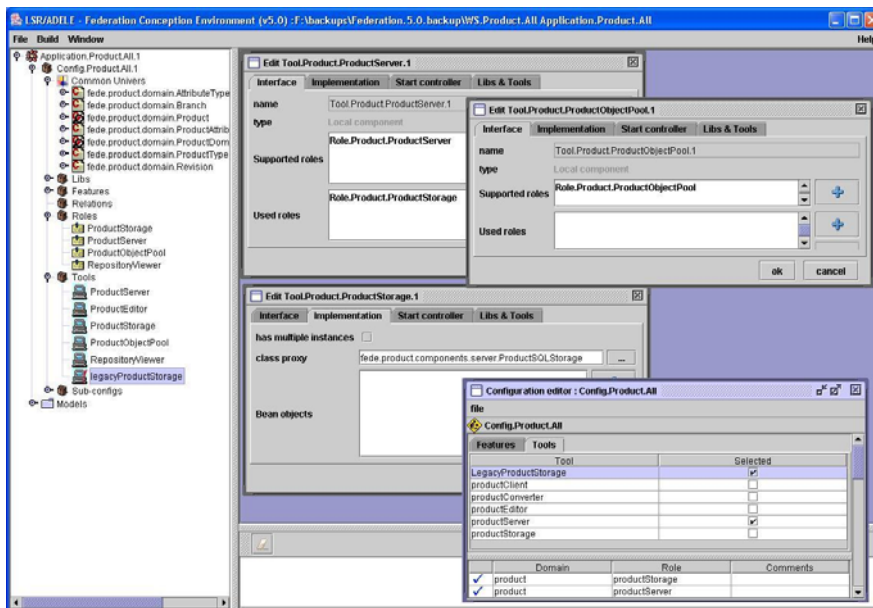 LSR/ADELE - Federation Conception Environment (v5.0) :F:\backups\Federation.5.0.backup\WS.Product.All Application.Product.All
File Build Window
Help
Application.Product.All.1
Config.Product.All.1
Common Univers
fede.product.domain.AttributeType
fede.product.domain.Branch
fede.product.domain.Product
fede.product.domain.ProductAttrib
fede.product.domain.ProductDom
fede.product.domain.ProductType
fede.product.domain.Revision
Libs
Features
Relations
Roles
ProductStorage
ProductServer
ProductObjectPool
RepositoryViewer
Tools
ProductServer
ProductEditor
ProductStorage
ProductObjectPool
RepositoryViewer
legacyProductStorage
Sub-configs
Models
Edit Tool.Product.ProductServer.1
Interface Implementation Start controller Libs & Tools
name Tool.Product.ProductServer.1
type Local component
Supported roles Role.Product.ProductServer
Used roles Role.Product.ProductStorage
Edit Tool.Product.ProductObjectPool.1
Interface Implementation Start controller Libs & Tools
name Tool.Product.ProductObjectPool.1
type Local component
Supported roles Role.Product.ProductObjectPool
Used roles
ok cancel
Edit Tool.Product.ProductStorage.1
Interface Implementation Start controller Libs & Tools
has multiple instances
class proxy fede.product.components.server.ProductSQLStorage ...
Bean objects
Configuration editor : Config.Product.All
file
Config.Product.All
Features Tools
Tool Selected
LegacyProductStorage
productClient
productConverter
productEditor
productServer
productStorage
Domain Role Comments
product productStorage
product productServer